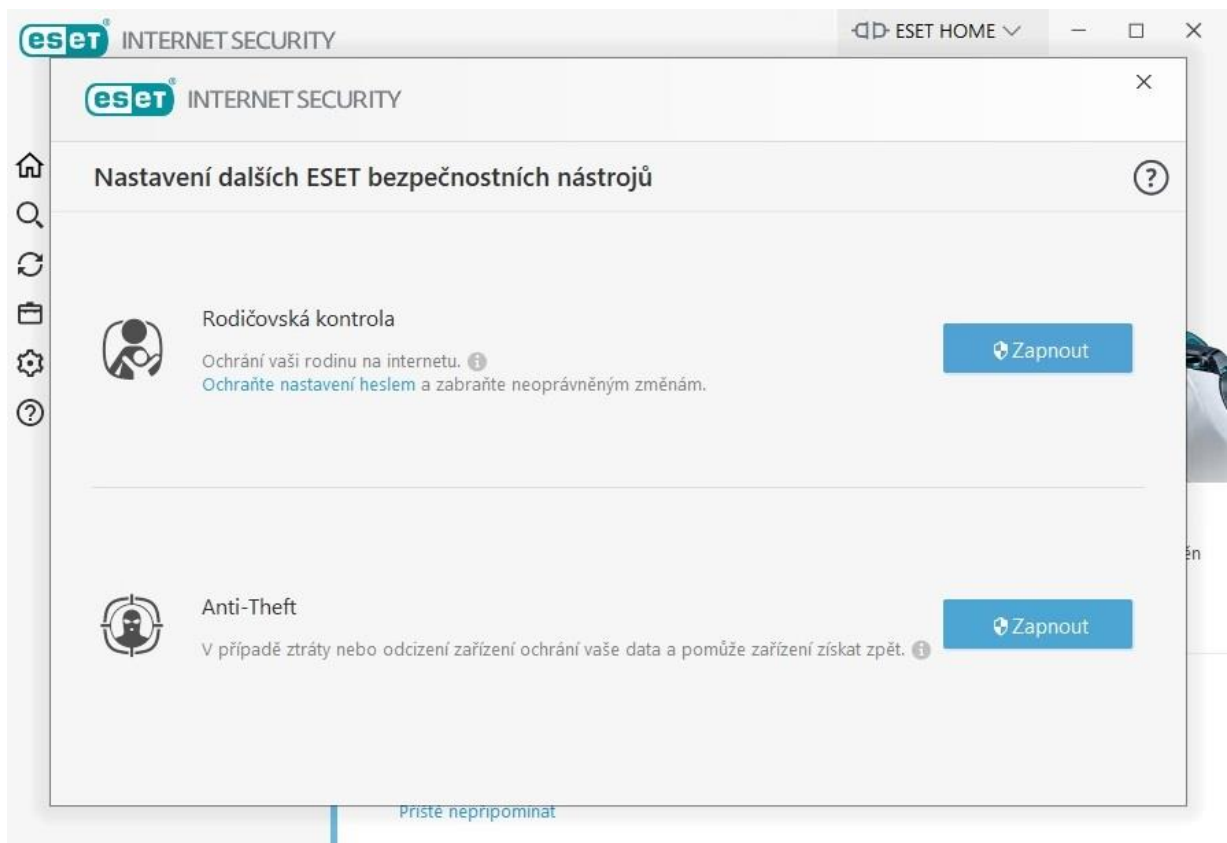 eset INTERNET SECURITY
ESET HOME
eset INTERNET SECURITY
Nastavení dalších ESET bezpečnostních nástrojů
Rodičovská kontrola
Ochrání vaši rodinu na internetu.
Ochraňte nastavení heslem a zabraňte neoprávněným změnám.
Zapnout
Anti-Theft
V případě ztráty nebo odcizení zařízení ochrání vaše data a pomůže zařízení získat zpět.
Zapnout
Příště nepřipomínat